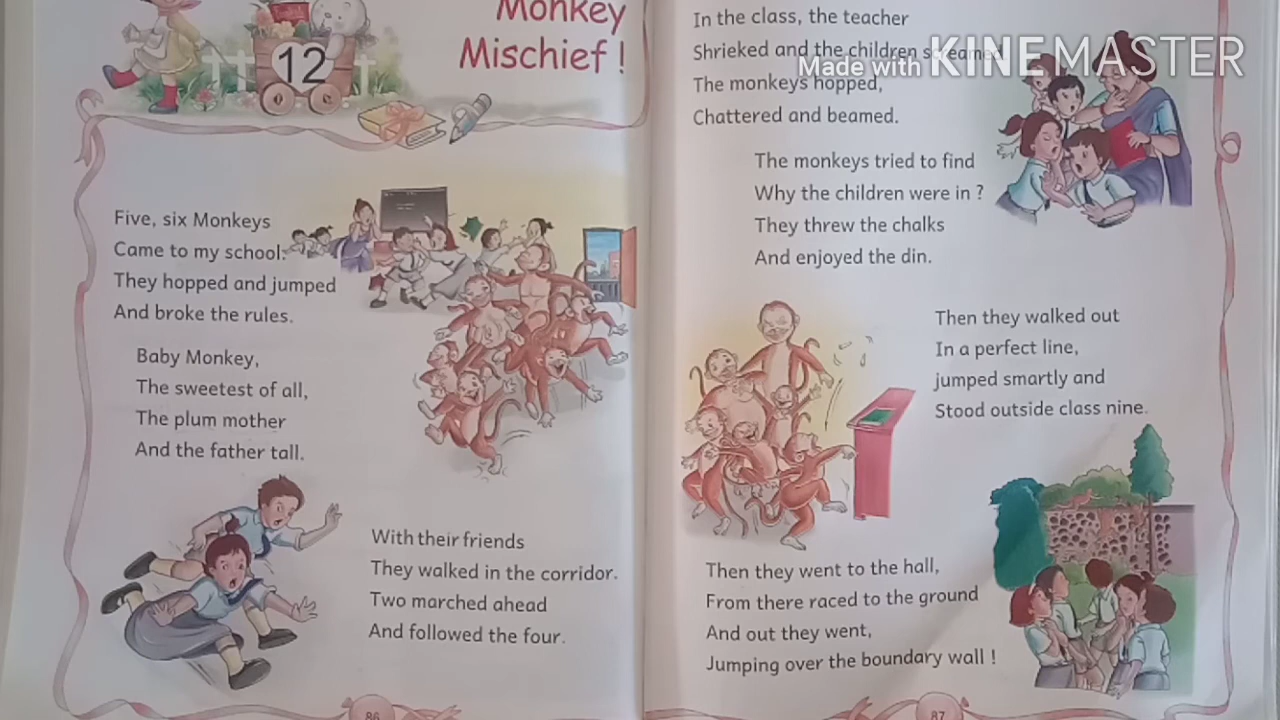 Monkey
Mischief !
12
Five, six Monkeys
Came to my school.
They hopped and jumped
And broke the rules.
Baby Monkey,
The sweetest of all,
The plum mother
And the father tall.
With their friends
They walked in the corridor.
Two marched ahead
And followed the four.
86
In the class, the teacher
Shrieked and the children screamed
Made with KINEMASTER
The monkeys hopped,
Chattered and beamed.
The monkeys tried to find
Why the children were in ?
They threw the chalks
And enjoyed the din.
Then they walked out
In a perfect line,
jumped smartly and
Stood outside class nine.
Then they went to the hall,
From there raced to the ground
And out they went,
Jumping over the boundary wall !
87